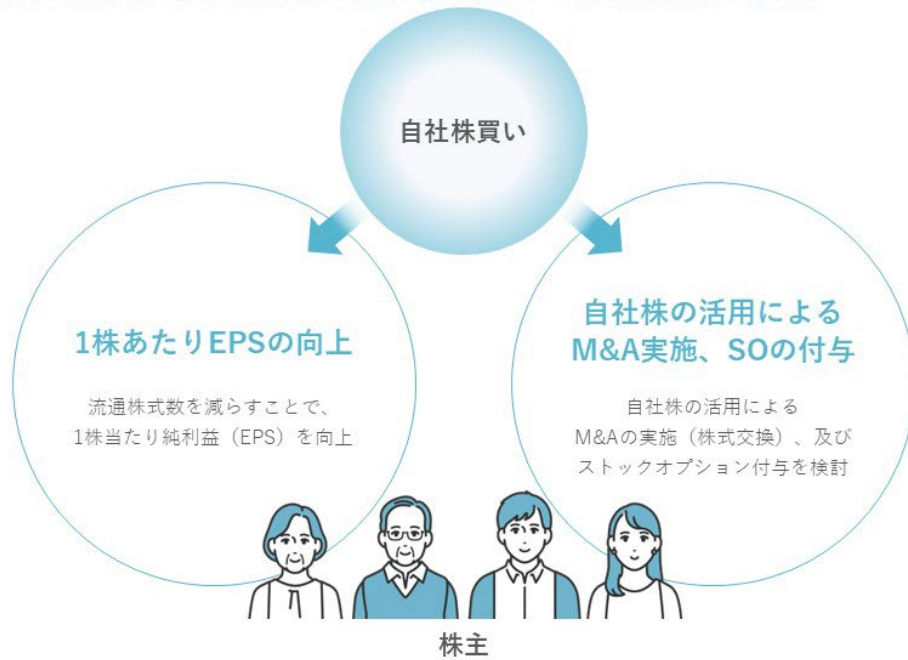 自社株買い
1株あたりEPSの向上
流通株式数を減らすことで、
1株当たり純利益（EPS）を向上
自社株の活用による
M&A実施、SOの付与
自社株の活用による
M&Aの実施（株式交換）、及び
ストックオプション付与を検討
株主